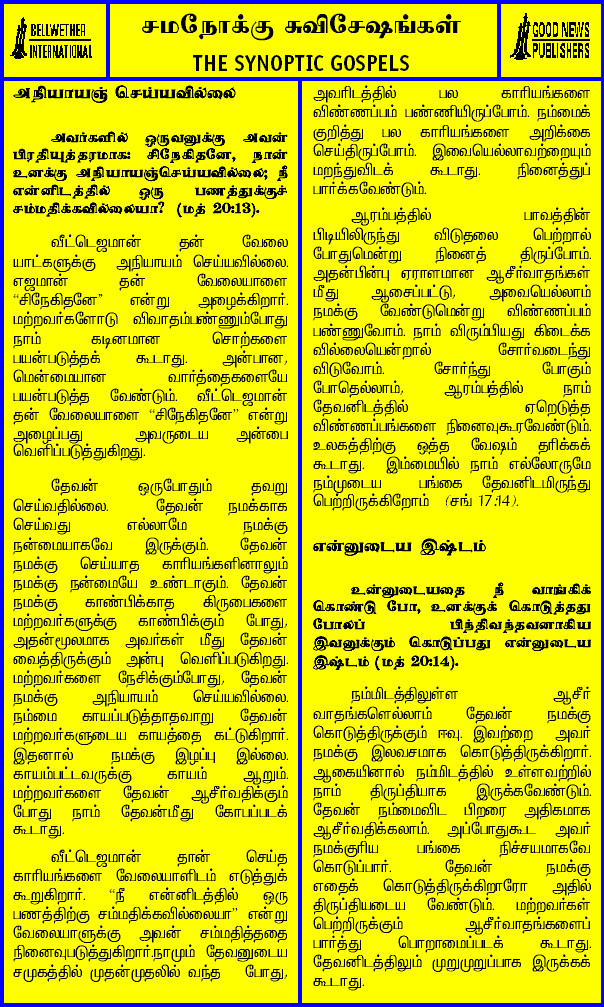 BELLWETHER
INTERNATIONAL
சமநோக்கு சுவிசேஷங்கள்
THE SYNOPTIC GOSPELS
GOOD NEWS
PUBLISHERS
அநியாயஞ் செய்யவில்லை
அவர்களில் ஒருவனுக்கு அவன்
பிரதியுத்தரமாக: சிநேகிதனே, நான்
உனக்கு அநியாயஞ்செய்யவில்லை; நீ
என்னிடத்தில் ஒரு பணத்துக்குச்
சம்மதிக்கவில்லையா? (மத் 20:13).
வீட்டெஜமான் தன் வேலை
யாட்களுக்கு அநியாயம் செய்யவில்லை.
எஜமான் தன் வேலையாளை
“சிநேகிதனே” என்று அழைக்கிறார்.
மற்றவர்களோடு விவாதம்பண்ணும்போது
நாம் கடினமான சொற்களை
பயன்படுத்தக் கூடாது. அன்பான,
மென்மையான வார்த்தைகளையே
பயன்படுத்த வேண்டும். வீட்டெஜமான்
தன் வேலையாளை “சிநேகிதனே” என்று
அழைப்பது அவருடைய அன்பை
வெளிப்படுத்துகிறது.
தேவன் ஒருபோதும் தவறு
செய்வதில்லை. தேவன் நமக்காக
செய்வது எல்லாமே நமக்கு
நன்மையாகவே இருக்கும். தேவன்
நமக்கு செய்யாத காரியங்களினாலும்
நமக்கு நன்மையே உண்டாகும். தேவன்
நமக்கு காண்பிக்காத கிருபைகளை
மற்றவர்களுக்கு காண்பிக்கும் போது,
அதன்மூலமாக அவர்கள் மீது தேவன்
வைத்திருக்கும் அன்பு வெளிப்படுகிறது.
மற்றவர்களை நேசிக்கும்போது, தேவன்
நமக்கு அநியாயம் செய்யவில்லை.
நம்மை காயப்படுத்தாதவாறு தேவன்
மற்றவர்களுடைய காயத்தை கட்டுகிறார்.
இதனால் நமக்கு இழப்பு இல்லை.
காயம்பட்டவருக்கு காயம் ஆறும்.
மற்றவர்களை தேவன் ஆசீர்வதிக்கும்
போது நாம் தேவன்மீது கோபப்படக்
கூடாது.
வீட்டெஜமான் தான் செய்த
காரியங்களை வேலையாளிடம் எடுத்துக்
கூறுகிறார். “நீ என்னிடத்தில் ஒரு
பணத்திற்கு சம்மதிக்கவில்லையா” என்று
வேலையாளுக்கு அவன் சம்மதித்ததை
நினைவுபடுத்துகிறார்.நாமும் தேவனுடைய
சமுகத்தில் முதன்முதலில் வந்த போது,
அவரிடத்தில் பல காரியங்களை
விண்ணப்பம் பண்ணியிருப்போம். நம்மைக்
குறித்து பல காரியங்களை அறிக்கை
செய்திருப்போம். இவையெல்லாவற்றையும்
மறந்துவிடக் கூடாது. நினைத்துப்
பார்க்கவேண்டும்.
ஆரம்பத்தில் பாவத்தின்
பிடியிலிருந்து விடுதலை பெற்றால்
போதுமென்று நினைத் திருப்போம்.
அதன்பின்பு ஏராளமான ஆசீர்வாதங்கள்
மீது ஆசைப்பட்டு, அவையெல்லாம்
நமக்கு வேண்டுமென்று விண்ணப்பம்
பண்ணுவோம். நாம் விரும்பியது கிடைக்க
வில்லையென்றால் சோர்வடைந்து
விடுவோம். சோர்ந்து போகும்
போதெல்லாம், ஆரம்பத்தில் நாம்
தேவனிடத்தில் ஏறெடுத்த
விண்ணப்பங்களை நினைவுகூரவேண்டும்.
உலகத்திற்கு ஒத்த வேஷம் தரிக்கக்
கூடாது. இம்மையில் நாம் எல்லோருமே
நம்முடைய பங்கை தேவனிடமிருந்து
பெற்றிருக்கிறோம் (சங் 17:14).
என்னுடைய இஷ்டம்
உன்னுடையதை நீ வாங்கிக்
கொண்டு போ, உனக்குக் கொடுத்தது
போலப் பிந்திவந்தவனாகிய
இவனுக்கும் கொடுப்பது என்னுடைய
இஷ்டம் (மத் 20:14).
நம்மிடத்திலுள்ள ஆசீர்
வாதங்களெல்லாம் தேவன் நமக்கு
கொடுத்திருக்கும் ஈவு. இவற்றை அவர்
நமக்கு இலவசமாக கொடுத்திருக்கிறார்.
ஆகையினால் நம்மிடத்தில் உள்ளவற்றில்
நாம் திருப்தியாக இருக்கவேண்டும்.
தேவன் நம்மைவிட பிறரை அதிகமாக
ஆசீர்வதிக்கலாம். அப்போதுகூட அவர்
நமக்குரிய பங்கை நிச்சயமாகவே
கொடுப்பார். தேவன் நமக்கு
எதைக் கொடுத்திருக்கிறாரோ அதில்
திருப்தியடைய வேண்டும். மற்றவர்கள்
பெற்றிருக்கும் ஆசீர்வாதங்களைப்
பார்த்து பொறாமைப்படக் கூடாது.
தேவனிடத்திலும் முறுமுறுப்பாக இருக்கக்
கூடாது.